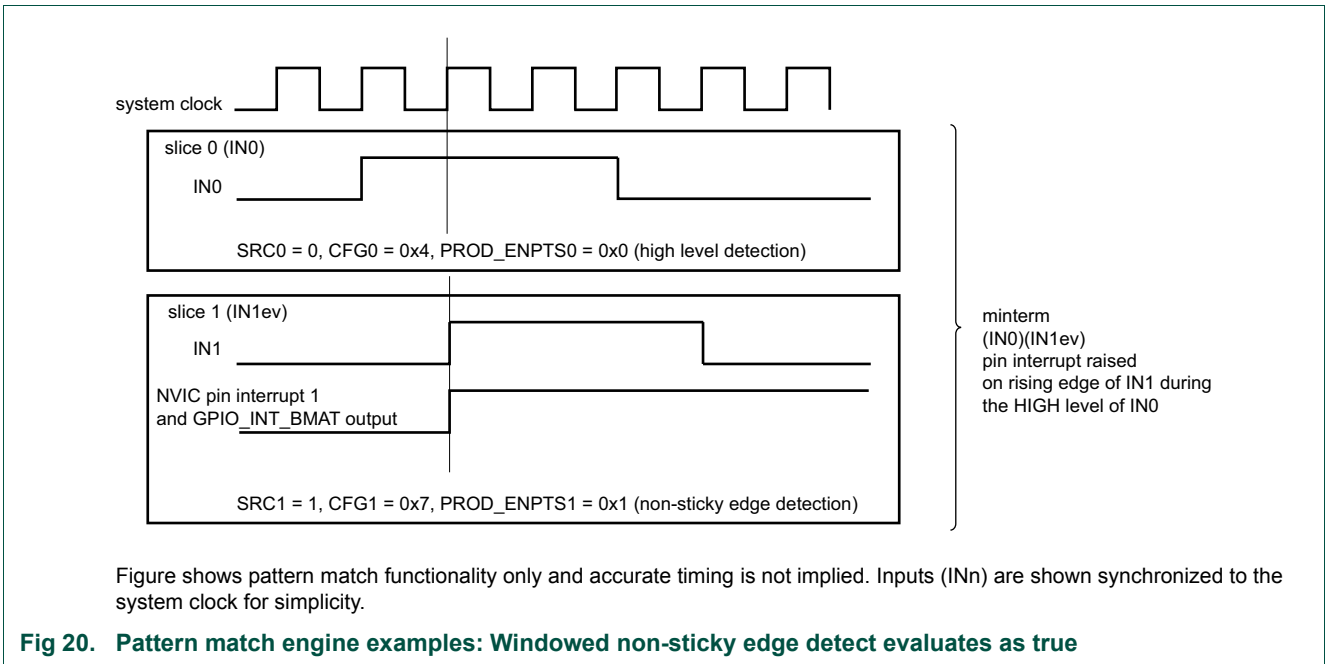 system clock
slice 0 (IN0)
IN0
SRC0 = 0, CFG0 = 0x4, PROD_ENPTS0 = 0x0 (high level detection)
slice 1 (IN1ev)
IN1
NVIC pin interrupt 1
and GPIO_INT_BMAT output
SRC1 = 1, CFG1 = 0x7, PROD_ENPTS1 = 0x1 (non-sticky edge detection)
minterm
(IN0)(IN1ev)
pin interrupt raised
on rising edge of IN1 during
the HIGH level of IN0
Figure shows pattern match functionality only and accurate timing is not implied. Inputs (INn) are shown synchronized to the
system clock for simplicity.
Fig 20. Pattern match engine examples: Windowed non-sticky edge detect evaluates as true